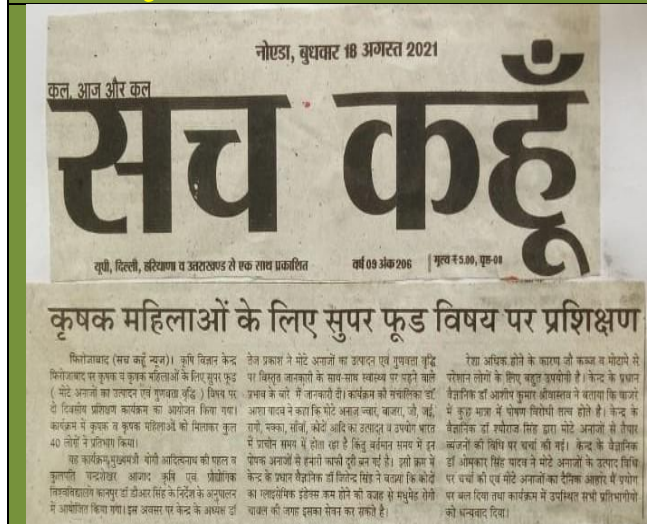 नोएडा, बुधवार 18 अगस्त 2021
कल, आज और कल
सच कहूँ
यूपी, दिल्ली, हरियाणा व उत्तराखण्ड से एक साथ प्रकाशित
वर्ष 09 अंक 206
मूल्य ₹ 5.00, पृष्ठ-08
कृषक महिलाओं के लिए सुपर फूड विषय पर प्रशिक्षण
फिरोजाबाद (सच कहूँ न्यूज)। कृषि विज्ञान केन्द्र
फिरोजाबाद पर कृषक व कृषक महिलाओं के लिए सुपर फूड
( मोटे अनाजों का उत्पादन एवं गुणवता वृद्धि ) विषय पर
दो दिवसीय प्रशिक्षण कार्यक्रम का आयोजन किया गया।
कार्यक्रम में कृषक व कृषक महिलाओं को मिलाकर कुल
40 लोगों ने प्रतिभाग किया।
यह कार्यक्रम,मुख्यमंत्री योगी आदित्यनाथ की पहल व
कुलपति चन्द्रशेखर आजाद कृषि एवं, प्रौद्योगिक
विश्वविद्यालय कानपुर डॉ डीआर सिंह के निर्देश के अनुपालन
में आयोजित किया गया। इस अवसर पर केन्द्र के अध्यक्ष डॉ
तेज प्रकाश ने मोटे अनाजों का उत्पादन एवं गुणवता वृद्धि
पर विस्तृत जानकारी के साथ-साथ स्वास्थ्य पर पड़ने वाले
प्रभाव के बारे में जानकारी दी। कार्यक्रम की संचालिका डॉ
आशा यादव ने कहा कि मोटे अनाज ज्वार, बाजरा, जौ, जई,
रागी, मक्का, साँवाँ, कोदों आदि का उत्पादन व उपयोग भारत
में प्राचीन समय में होता रहा है किंतु वर्तमान समय में इन
पोषक अनाजों से हमारी काफी दूरी बन गई है। इसी क्रम में
केन्द्र के प्रधान वैज्ञानिक डॉ जितेन्द्र सिंह ने बताया कि कोदों
का ग्लाइसेमिक इंडेक्स कम होने की वजह से मधुमेह रोगी
चावल की जगह इसका सेवन कर सकते है।
रेशा अधिक होने के कारण जौ कब्ज व मोटापे से
परेशान लोगों के लिए बहुत उपयोगी है। केन्द्र के प्रधान
वैज्ञानिक डॉ आशीर कुमार श्रीवास्तव ने बताया कि बाजरे
में कुछ मात्रा में पोषण विरोधी तत्व होते है। केन्द्र के
वैज्ञानिक डॉ श्यौराज सिंह द्वारा मोटे अनाजों से तैयार
व्यंजनों की विधि पर चर्चा की गई। केन्द्र के वैज्ञानिक
डॉ ओमकार सिंह यादव ने मोटे अनाजों के उत्पाद विधि
पर चर्चा की एवं मोटे अनाजों का दैनिक आहार में प्रयोग
पर बल दिया तथा कार्यक्रम में उपस्थित सभी प्रतिभागियों
को धन्यवाद दिया।